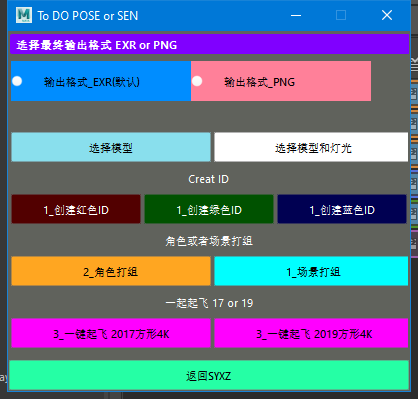 To DO POSE or SEN
选择最终输出格式 EXR or PNG
输出格式_EXR(默认) 输出格式_PNG
选择模型 选择模型和灯光
Creat ID
1_创建红色ID 1_创建绿色ID 1_创建蓝色ID
角色或者场景打组
2_角色打组 1_场景打组
一起起飞 17 or 19
3_一键起飞 2017方形4K 3_一键起飞 2019方形4K
返回SYXZ